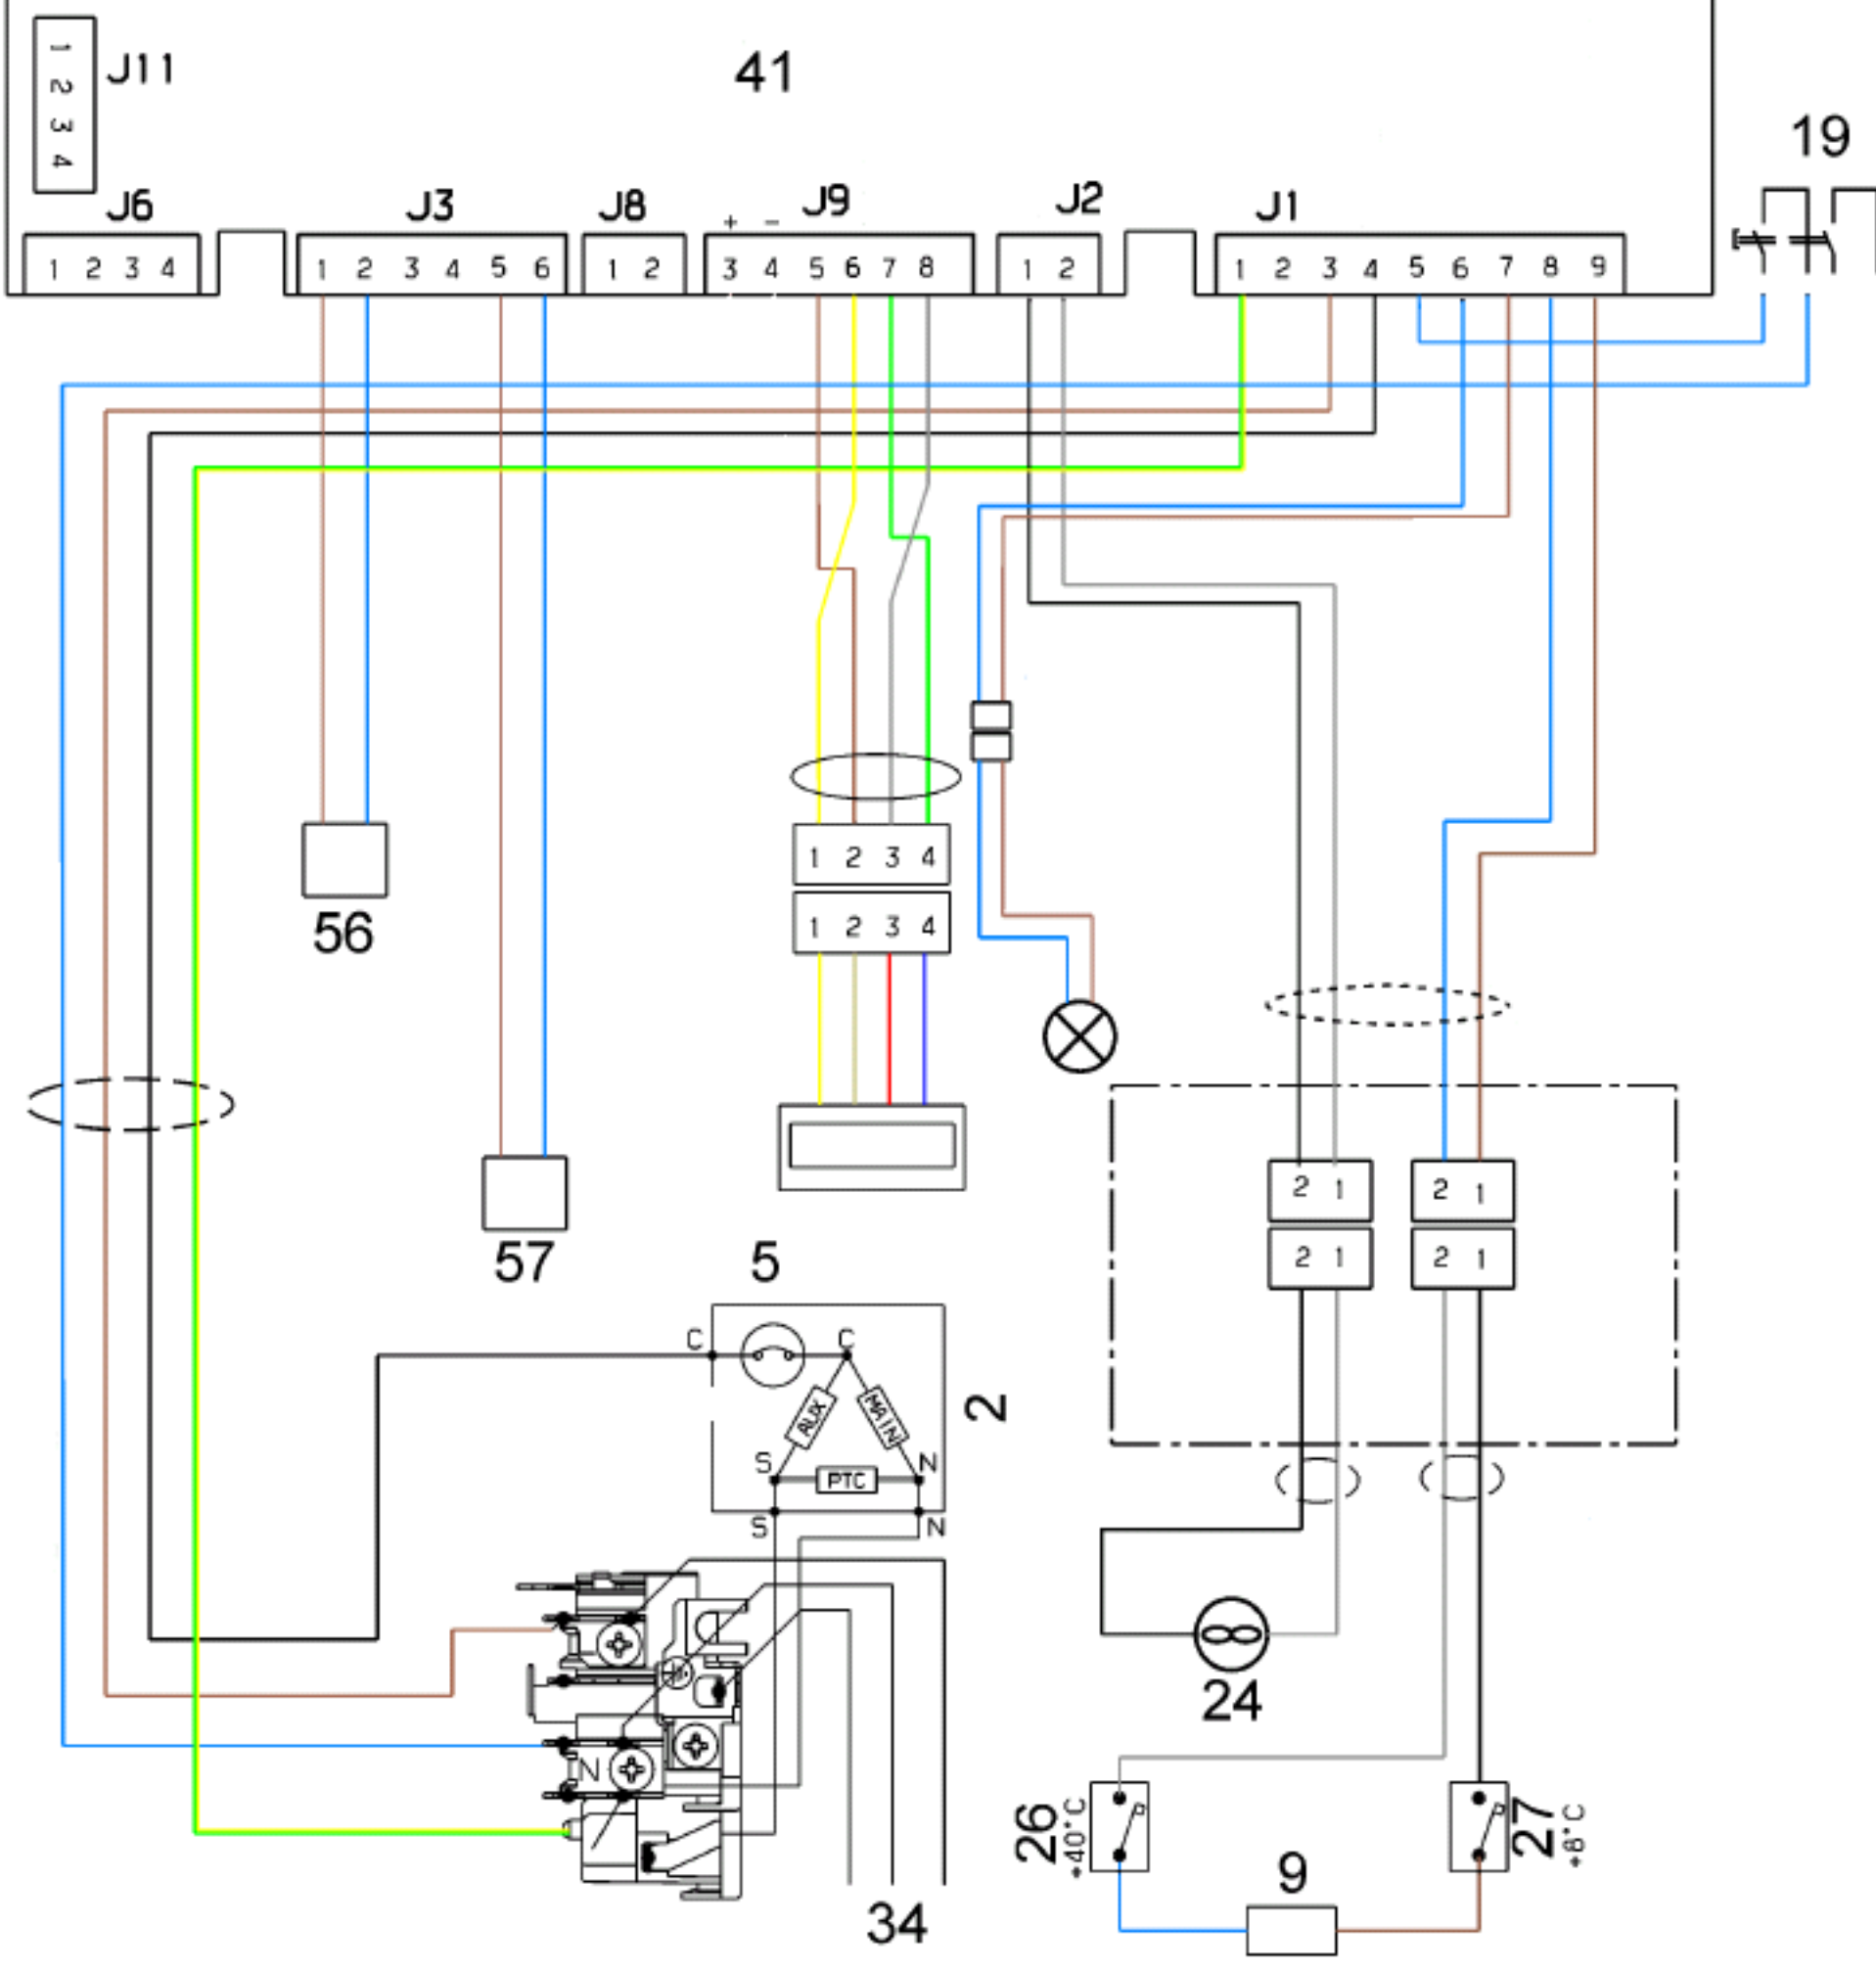 1 2 3 4
J11
41
19
J6
J3
J8
J9
J2
J1
+ −
1 2 3 4
1 2 3 4 5 6
1 2
3 4 5 6 7 8
1 2
1 2 3 4 5 6 7 8 9
1 2 3 4
56
1 2 3 4
2 1
2 1
57
5
2 1
2 1
C
C
AUX
MAIN
2
S
N
PTC
S
N
24
N
26
+40°C
27
+8°C
9
34